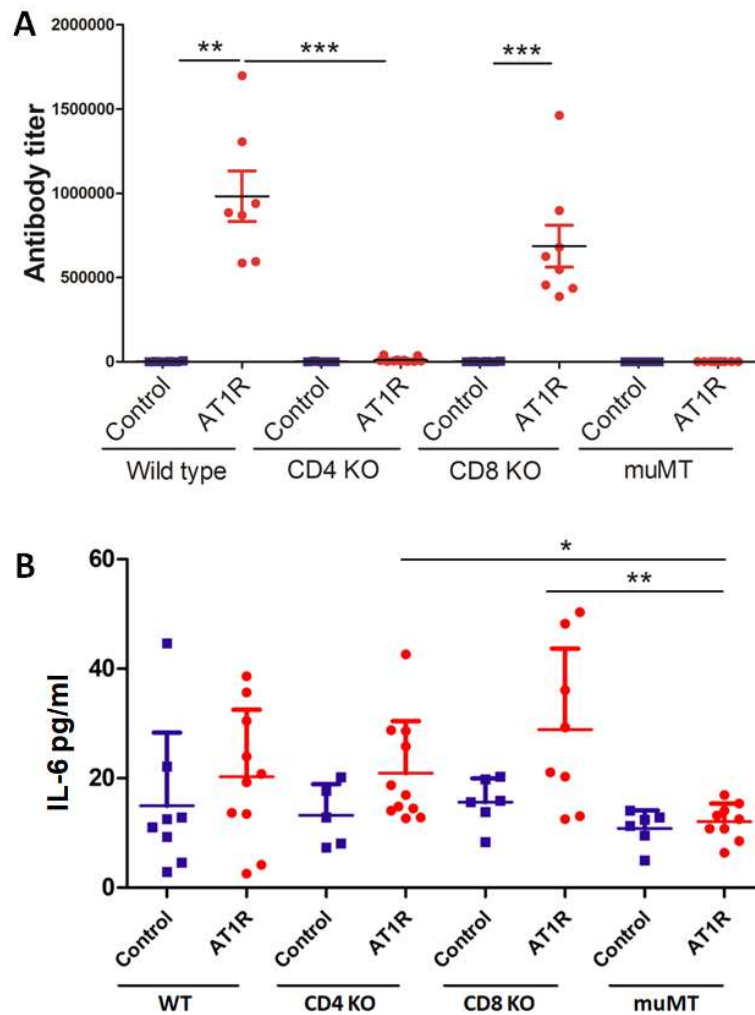 A
Antibody titer
2000000
1500000
1000000
500000
0
** *** ***
Control AT1R Control AT1R Control AT1R Control AT1R
Wild type CD4 KO CD8 KO muMT
B
IL-6 pg/ml
60
40
20
0
*
**
Control AT1R Control AT1R Control AT1R Control AT1R
WT CD4 KO CD8 KO muMT